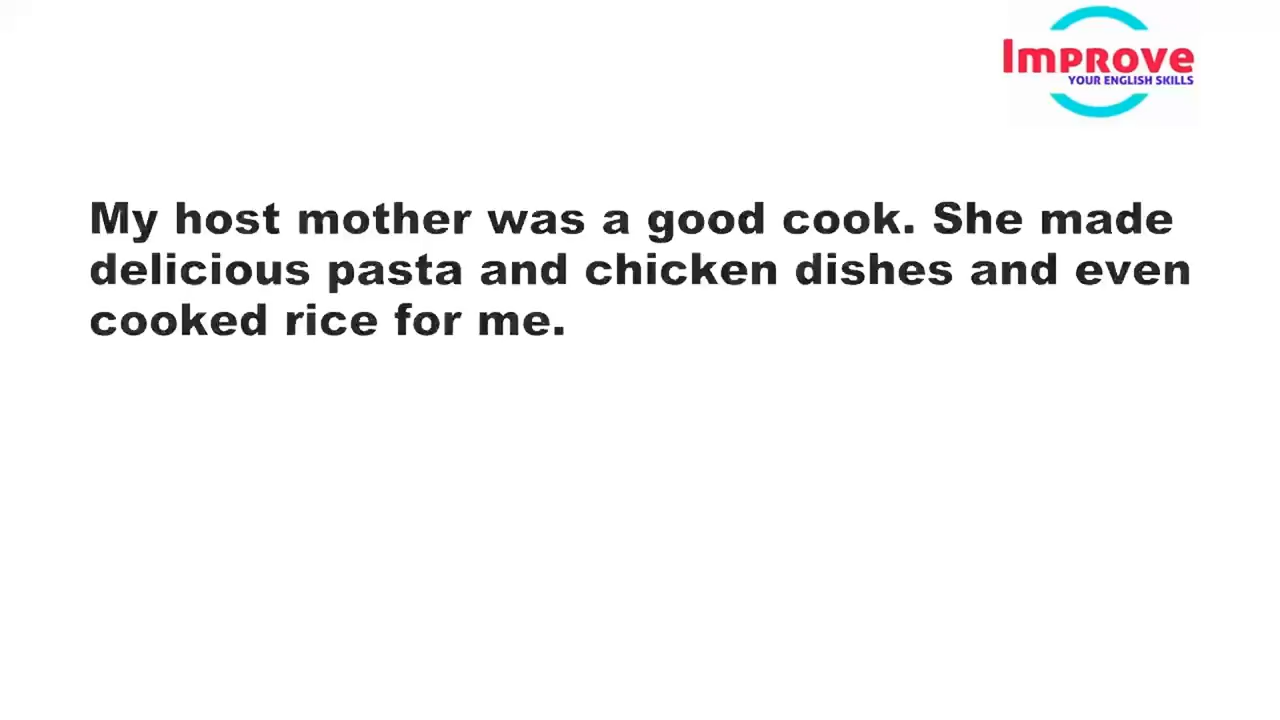 Improve
YOUR ENGLISH SKILLS
My host mother was a good cook. She made
delicious pasta and chicken dishes and even
cooked rice for me.